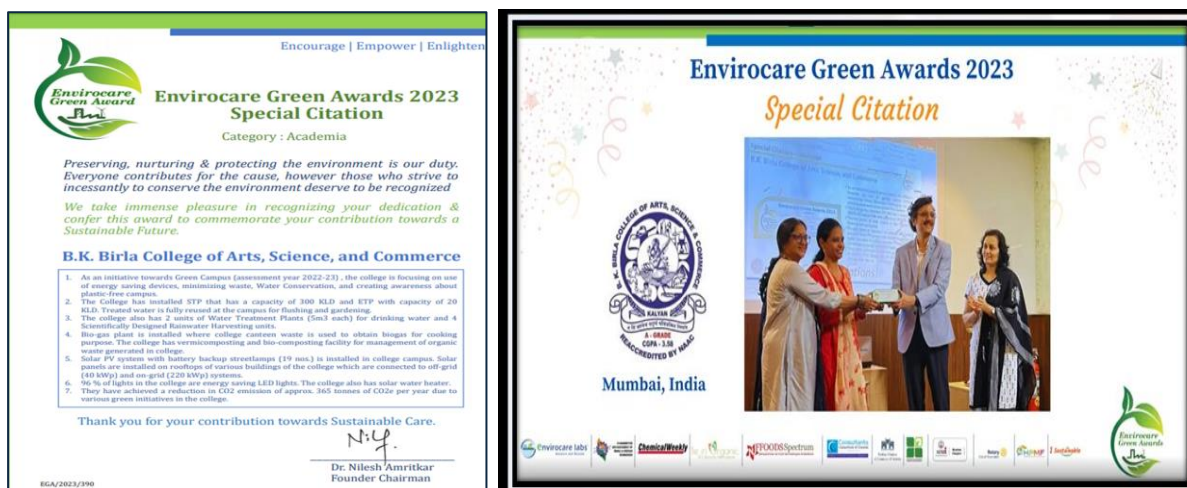 Encourage | Empower | Enlighten
Envirocare
Green Award
Envirocare Green Awards 2023
Special Citation
Category : Academia
Preserving, nurturing & protecting the environment is our duty.
Everyone contributes for the cause, however those who strive to
incessantly to conserve the environment deserve to be recognized
We take immense pleasure in recognizing your dedication &
confer this award to commemorate your contribution towards a
Sustainable Future.
B.K. Birla College of Arts, Science, and Commerce
1. As an initiative towards Green Campus (assessment year 2022-23) , the college is focusing on use
of energy saving devices, minimizing waste, Water Conservation, and creating awareness about
plastic-free campus.
2. The College has installed STP that has a capacity of 300 KLD and ETP with capacity of 20
KLD. Treated water is fully reused at the campus for flushing and gardening.
3. The college also has 2 units of Water Treatment Plants (5m3 each) for drinking water and 4
Scientifically Designed Rainwater Harvesting units.
4. Bio-gas plant is installed where college canteen waste is used to obtain biogas for cooking
purpose. The college has vermicomposting and bio-composting facility for management of organic
waste generated in college.
5. Solar PV system with battery backup streetlamps (19 nos.) is installed in college campus. Solar
panels are installed on rooftops of various buildings of the college which are connected to off-grid
(40 kWp) and on-grid (220 kWp) systems.
6. 96 % of lights in the college are energy saving LED lights. The college also has solar water heater.
7. They have achieved a reduction in CO2 emission of approx. 365 tonnes of CO2e per year due to
various green initiatives in the college.
Thank you for your contribution towards Sustainable Care.
Dr. Nilesh Amritkar
Founder Chairman
EGA/2023/390
Envirocare Green Awards 2023
Special Citation
B. K. BIRLA COLLEGE OF ARTS, SCIENCE & COMMERCE
KALYAN
A - GRADE
CGPA - 3.58
REACCREDITED BY NAAC
Mumbai, India
B.K. Birla College of Arts, Science, and Commerce
envirocare labs
ChemicalWeekly
FFOODS Spectrum
Consultants
Rotary
Envirocare
Green Awards